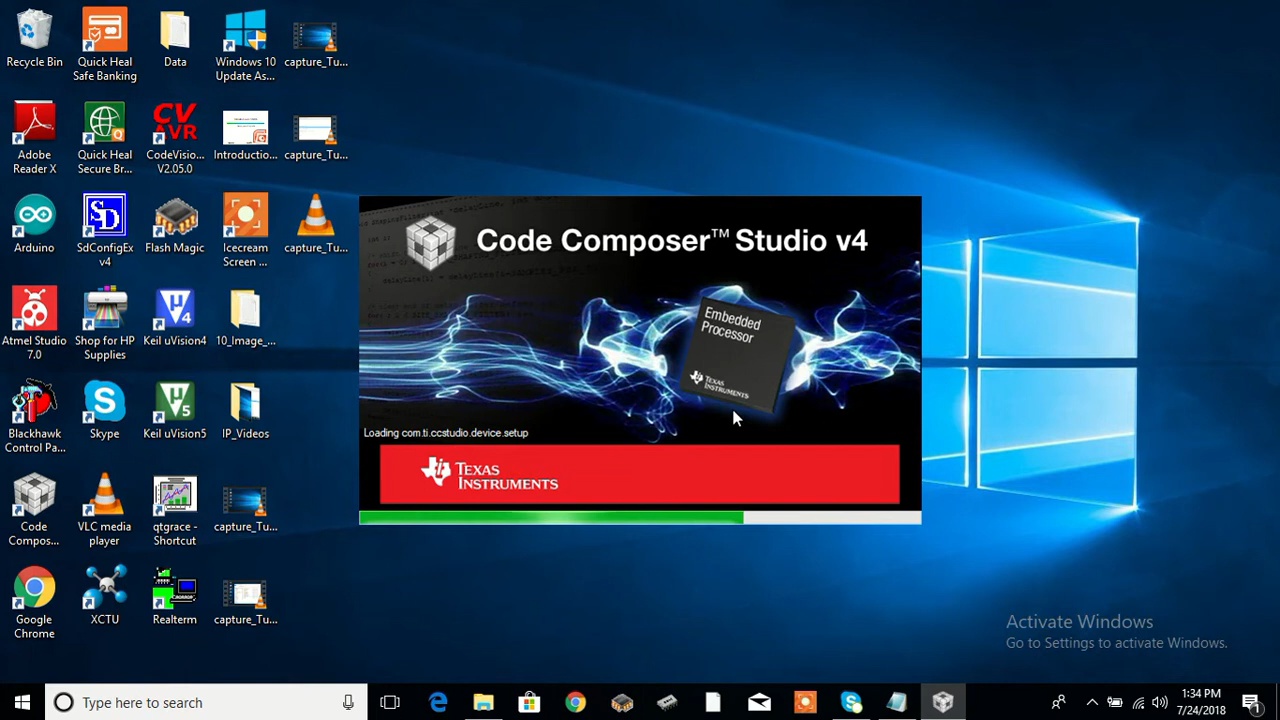 Recycle Bin
Quick Heal
Safe Banking
Data
Windows 10
Update As...
capture_Tu...
Adobe
Reader X
Quick Heal
Secure Br...
CV
AVR
CodeVision...
V2.05.0
Introductio...
capture_Tu...
Arduino
SD
SdConfigEx
v4
Flash Magic
Icecream
Screen ...
capture_Tu...
Atmel Studio
7.0
Shop for HP
Supplies
Keil uVision4
10_Image_...
Blackhawk
Control Pa...
Skype
Keil uVision5
IP_Videos
Code
Compos...
VLC media
player
qtgrace -
Shortcut
capture_Tu...
Google
Chrome
XCTU
Realterm
capture_Tu...
Code Composer™ Studio v4
Embedded
Processor
TEXAS
INSTRUMENTS
Loading com.ti.ccstudio.device.setup
TEXAS
INSTRUMENTS
Activate Windows
Go to Settings to activate Windows.
Type here to search
1:34 PM
7/24/2018